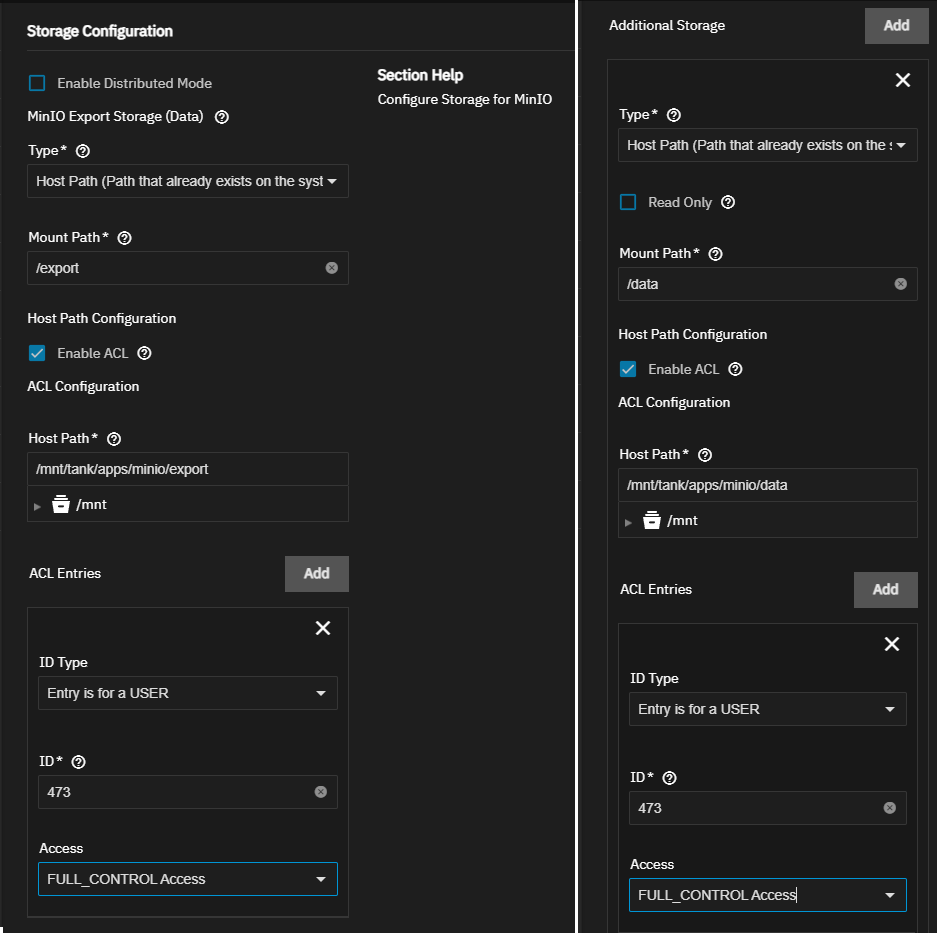 Storage Configuration
Enable Distributed Mode
MinIO Export Storage (Data)
Type*
Host Path (Path that already exists on the syst
Mount Path*
/export
Host Path Configuration
Enable ACL
ACL Configuration
Host Path*
/mnt/tank/apps/minio/export
/mnt
ACL Entries
Add
ID Type
Entry is for a USER
ID*
473
Access
FULL_CONTROL Access
Section Help
Configure Storage for MinIO
Additional Storage
Add
Type*
Host Path (Path that already exists on the :
Read Only
Mount Path*
/data
Host Path Configuration
Enable ACL
ACL Configuration
Host Path*
/mnt/tank/apps/minio/data
/mnt
ACL Entries
Add
ID Type
Entry is for a USER
ID*
473
Access
FULL_CONTROL Access